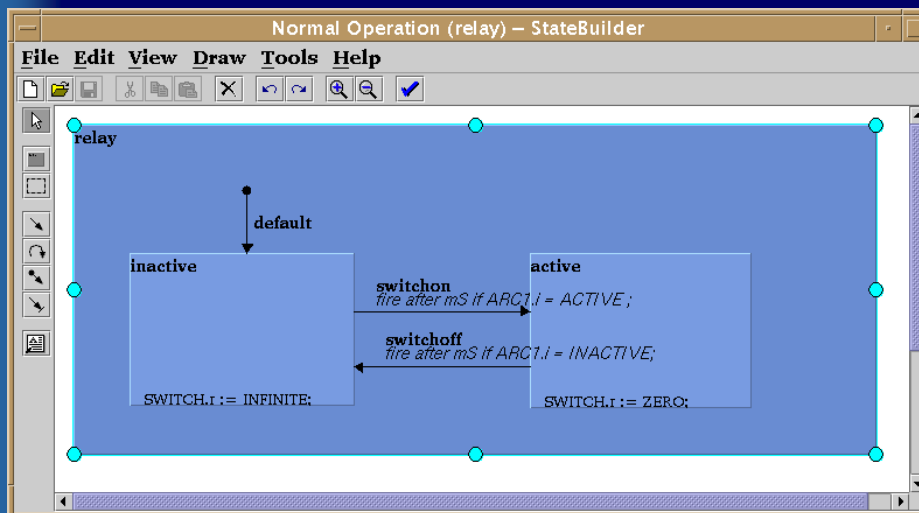 Normal Operation (relay) – StateBuilder
File Edit View Draw Tools Help
relay
default
inactive
active
switchon
fire after mS if ARC1.i = ACTIVE ;
switchoff
fire after mS if ARC1.i = INACTIVE;
SWITCH.r := INFINITE;
SWITCH.r := ZERO;